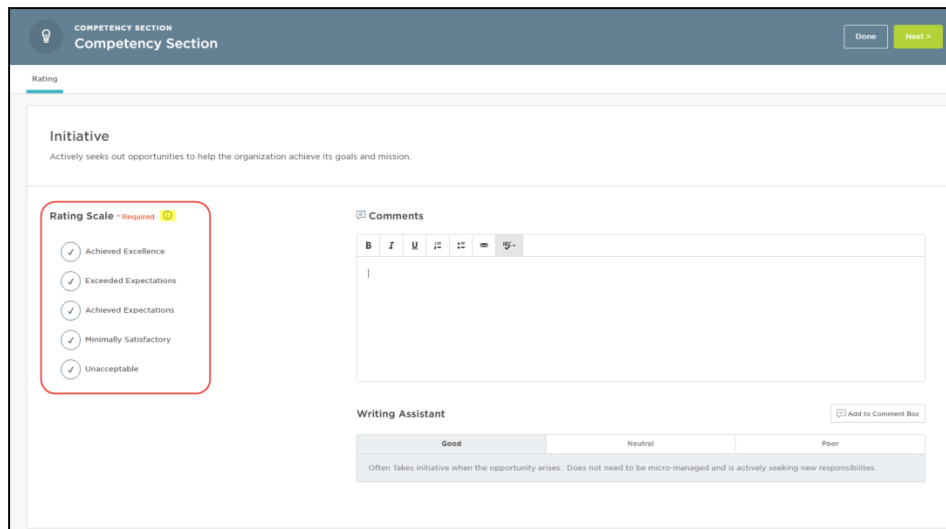 COMPETENCY SECTION
Competency Section
Done
Next >
Rating
Initiative
Actively seeks out opportunities to help the organization achieve its goals and mission.
Rating Scale * Required
Achieved Excellence
Exceeded Expectations
Achieved Expectations
Minimally Satisfactory
Unacceptable
Comments
B I U
Writing Assistant
Add to Comment Box
Good Neutral Poor
Often Takes initiative when the opportunity arises. Does not need to be micro-managed and is actively seeking new responsibilites.